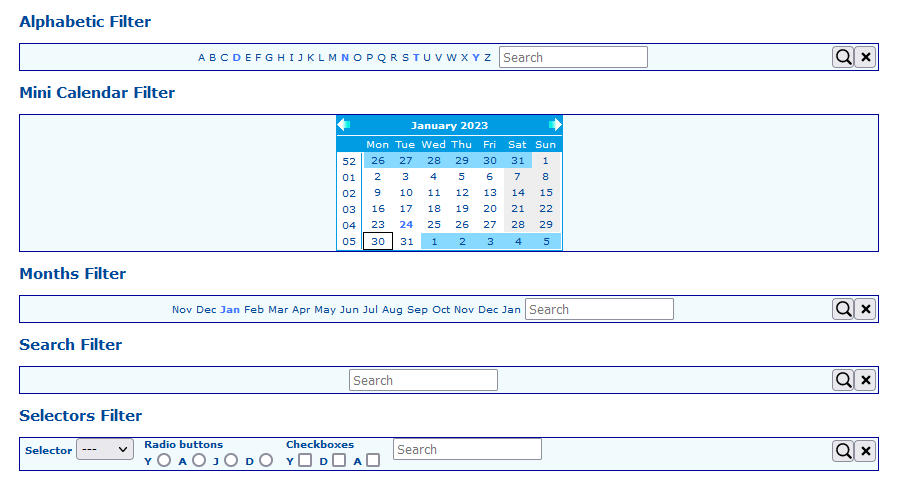 Alphabetic Filter
A B C D E F G H I J K L M N O P Q R S T U V W X Y Z Search
Mini Calendar Filter
January 2023
Mon Tue Wed Thu Fri Sat Sun
52 26 27 28 29 30 31 1
01 2 3 4 5 6 7 8
02 9 10 11 12 13 14 15
03 16 17 18 19 20 21 22
04 23 24 25 26 27 28 29
05 30 31 1 2 3 4 5
Months Filter
Nov Dec Jan Feb Mar Apr May Jun Jul Aug Sep Oct Nov Dec Jan Search
Search Filter
Search
Selectors Filter
Selector --- Radio buttons Checkboxes Search
Y A J D Y D A